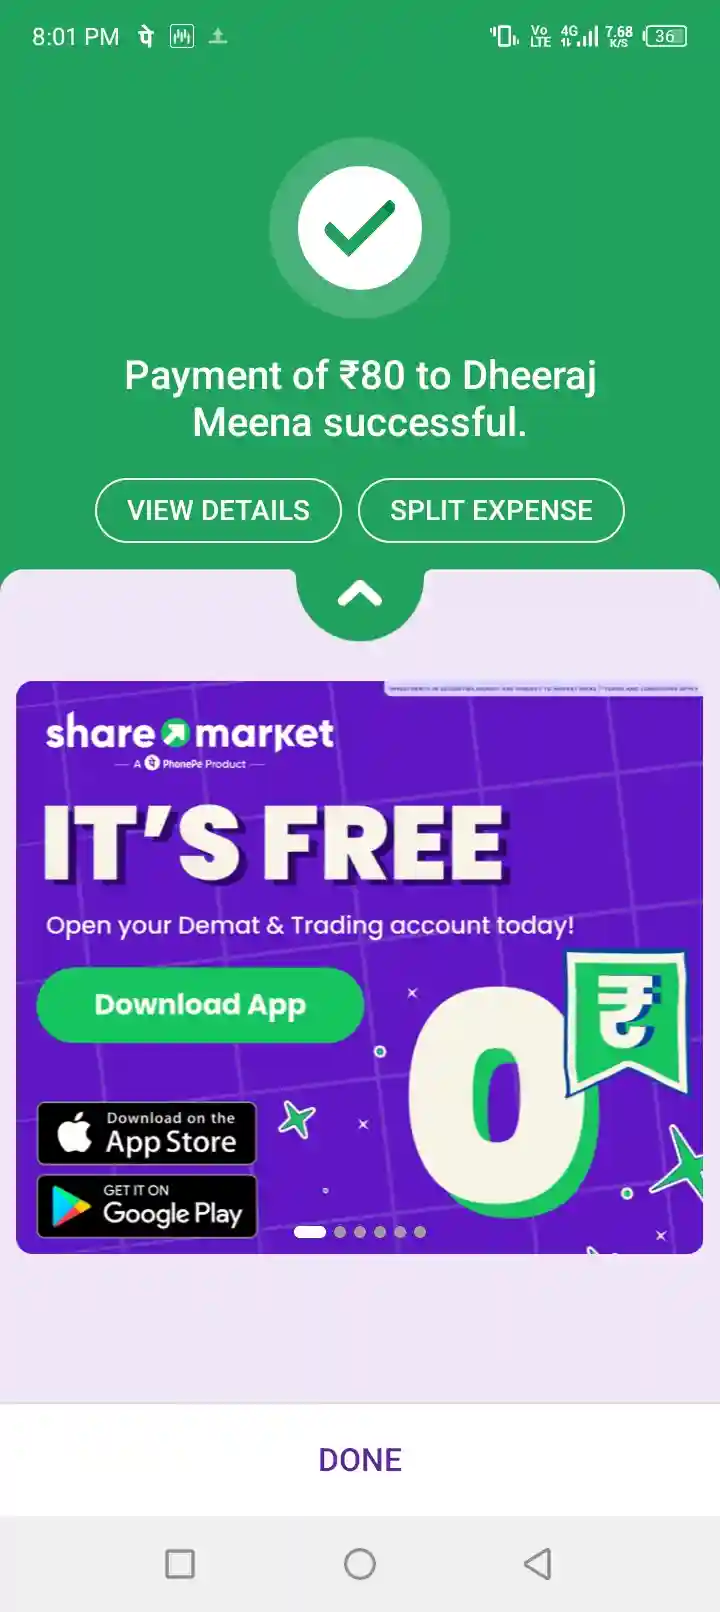 8:01 PM पे Vo LTE 4G 7.68 K/S 36
Payment of ₹80 to Dheeraj
Meena successful.
VIEW DETAILS SPLIT EXPENSE
share market
A पे PhonePe Product
IT'S FREE
Open your Demat & Trading account today!
Download App
₹
0
Download on the
App Store
GET IT ON
Google Play
DONE